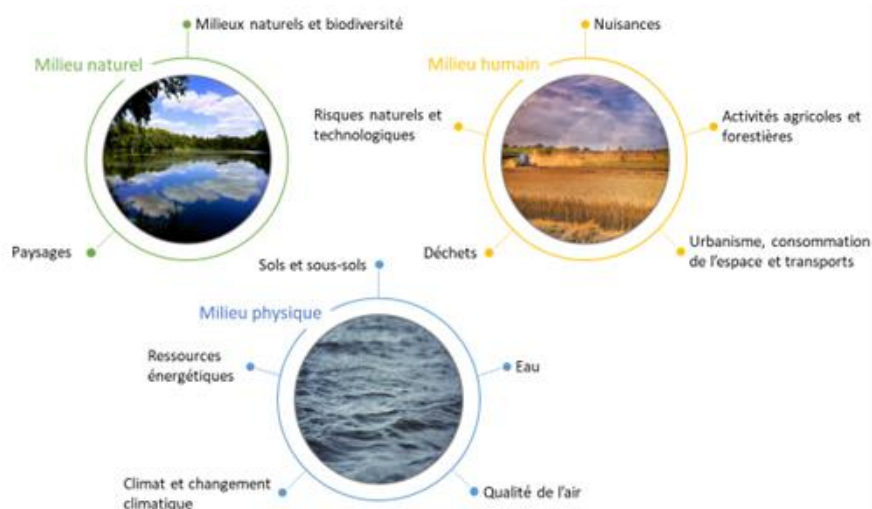 Milieux naturels et biodiversité
Milieu naturel
Paysages
Nuisances
Milieu humain
Risques naturels et
technologiques
Activités agricoles et
forestières
Déchets
Urbanisme, consommation
de l'espace et transports
Sols et sous-sols
Milieu physique
Ressources
énergétiques
Eau
Climat et changement
climatique
Qualité de l'air